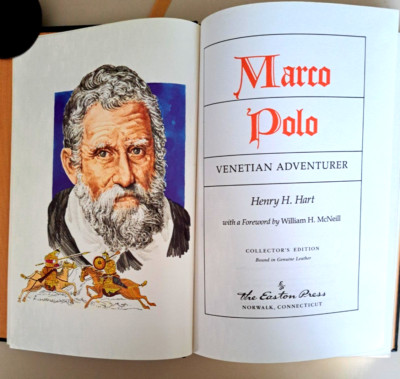 Marco
Polo
VENETIAN ADVENTURER
Henry H. Hart
with a Foreword by William H. McNeill
COLLECTOR'S EDITION
Bound in Genuine Leather
The Easton Press
NORWALK, CONNECTICUT